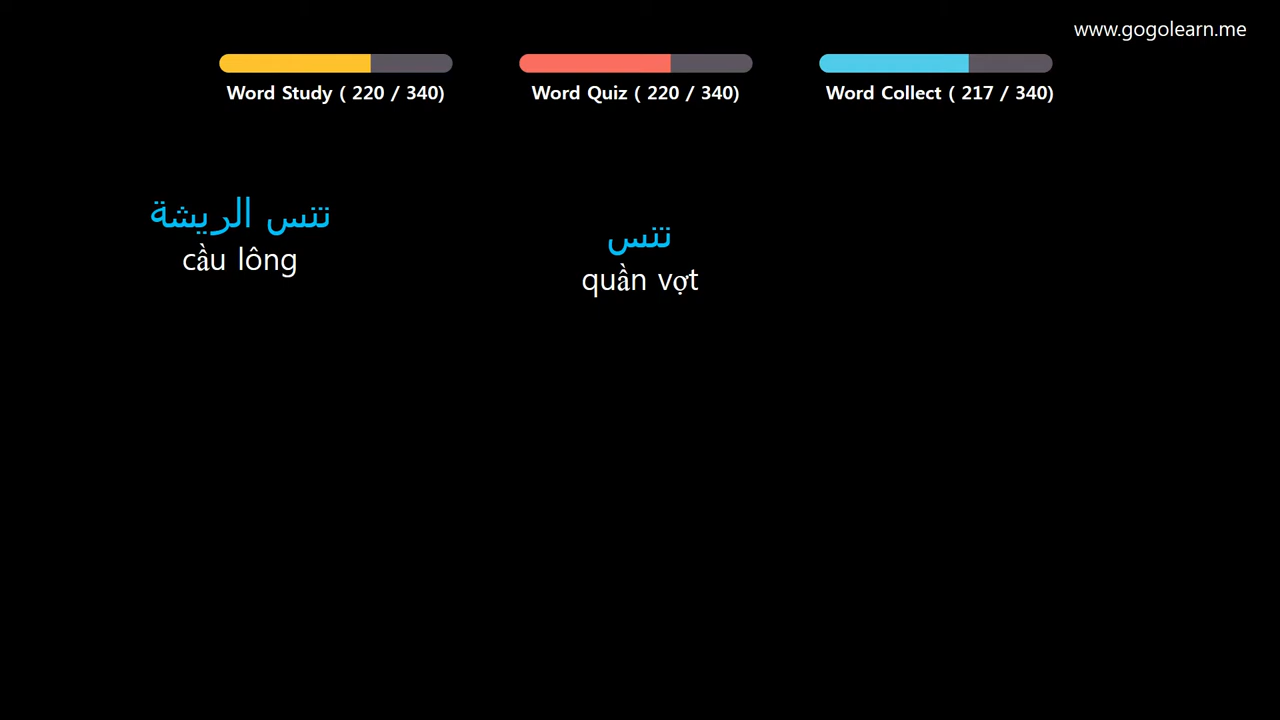 www.gogolearn.me
Word Study ( 220 / 340)
Word Quiz ( 220 / 340)
Word Collect ( 217 / 340)
تنس الريشة
cầu lông
تنس
quần vợt